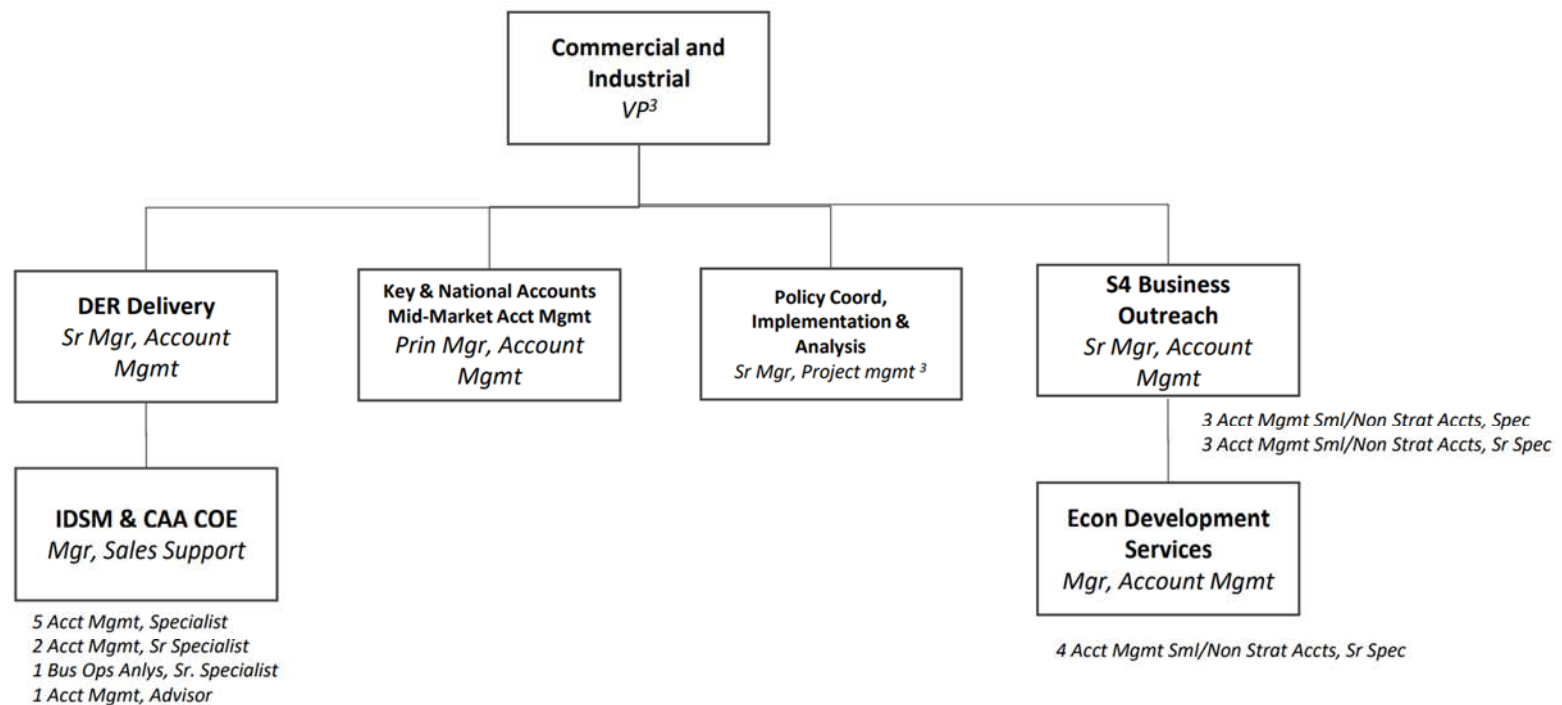 Commercial and
Industrial
VP3
DER Delivery
Sr Mgr, Account
Mgmt
Key & National Accounts
Mid-Market Acct Mgmt
Prin Mgr, Account
Mgmt
Policy Coord,
Implementation &
Analysis
Sr Mgr, Project mgmt 3
S4 Business
Outreach
Sr Mgr, Account
Mgmt
3 Acct Mgmt Sml/Non Strat Accts, Spec
3 Acct Mgmt Sml/Non Strat Accts, Sr Spec
IDSM & CAA COE
Mgr, Sales Support
5 Acct Mgmt, Specialist
2 Acct Mgmt, Sr Specialist
1 Bus Ops Anlys, Sr. Specialist
1 Acct Mgmt, Advisor
Econ Development
Services
Mgr, Account Mgmt
4 Acct Mgmt Sml/Non Strat Accts, Sr Spec